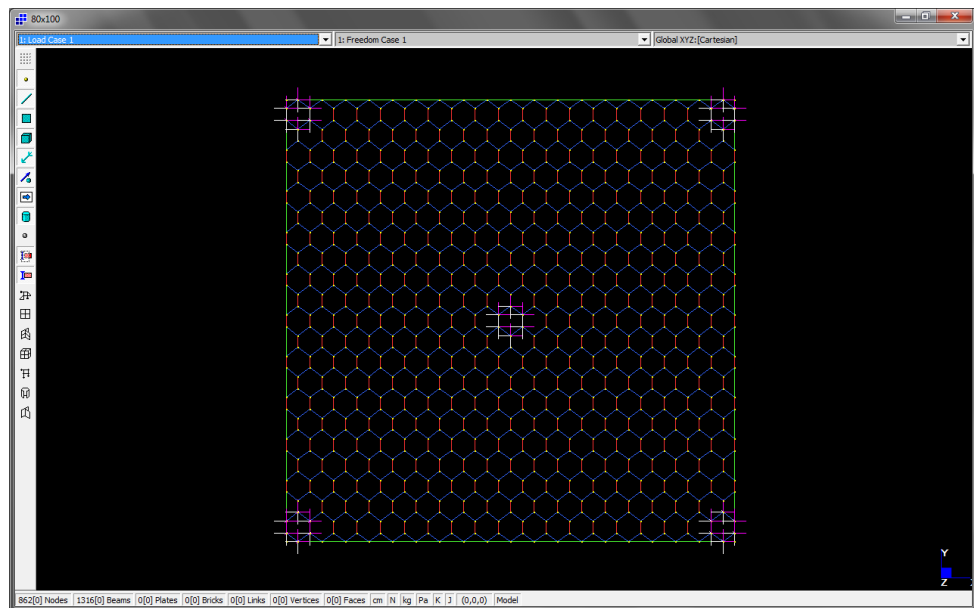 80x100
1: Load Case 1 1: Freedom Case 1 Global XYZ:[Cartesian]
Y
Z
862[0] Nodes 1316[0] Beams 0[0] Plates 0[0] Bricks 0[0] Links 0[0] Vertices 0[0] Faces cm N kg Pa K J (0,0,0) Model